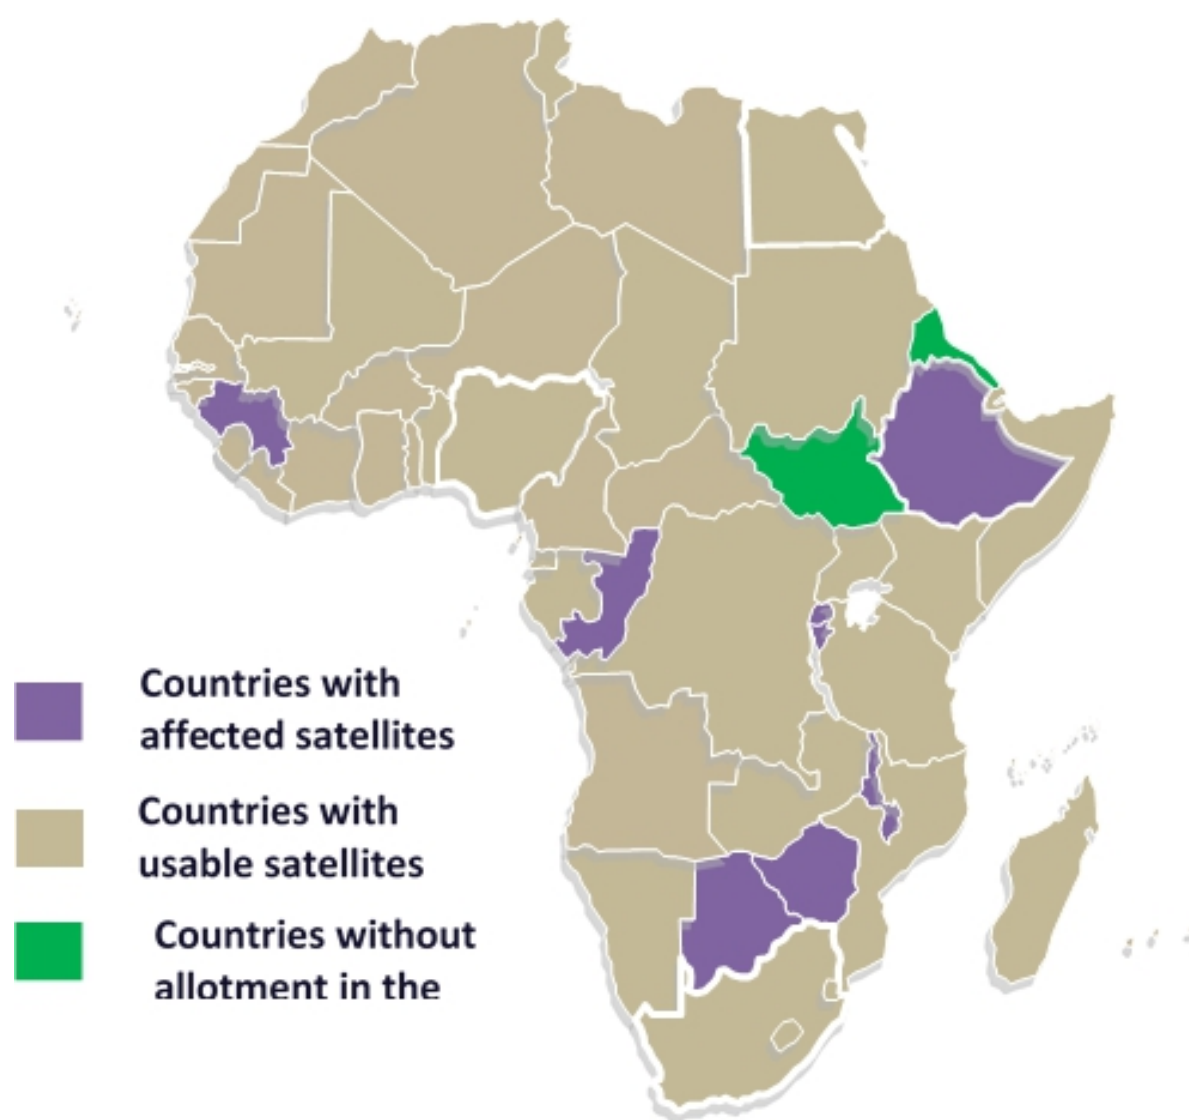 Countries with
affected satellites
Countries with
usable satellites
Countries without
allotment in the